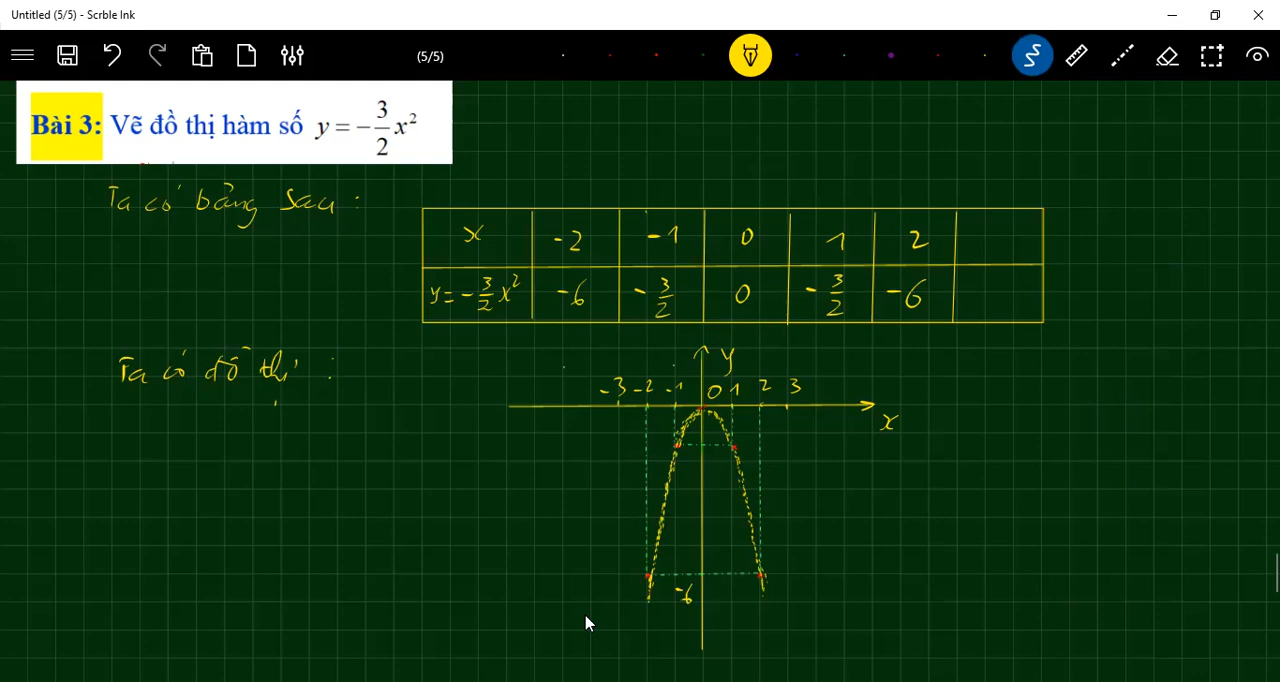 Untitled (5/5) - Scrble Ink
(5/5)
Bài 3: Vẽ đồ thị hàm số y = -3/2 x²
Ta có bảng sau :
x -2 -1 0 1 2
y = -3/2 x² -6 -3/2 0 -3/2 -6
Ta có đồ thị :
y
-3 -2 -1 0 1 2 3
x
-6